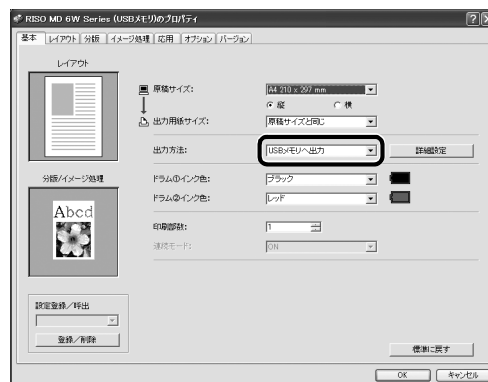 RISO MD 6W Series (USBメモリ)のプロパティ
基本 レイアウト 分版 イメージ処理 応用 オプション バージョン
レイアウト
原稿サイズ: A4 210 x 297 mm
縦 横
出力用紙サイズ: 原稿サイズと同じ
出力方法: USBメモリへ出力 詳細設定
分版/イメージ処理
ドラム①インク色: ブラック
ドラム②インク色: レッド
Abcd
印刷部数: 1
連続モード: ON
設定登録/呼出
登録/削除
標準に戻す
OK キャンセル